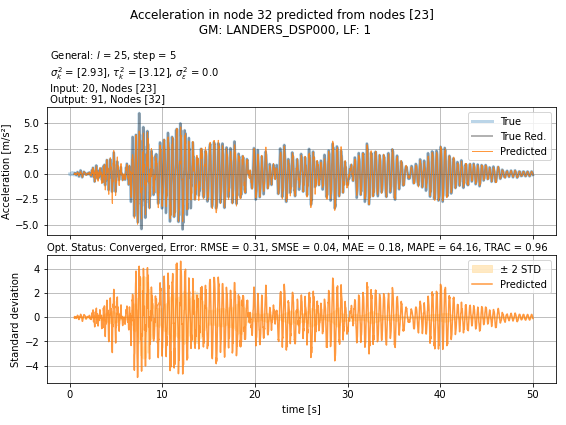 Acceleration in node 32 predicted from nodes [23]
GM: LANDERS_DSP000, LF: 1
General: l = 25, step = 5
σ²ₖ = [2.93], τ²ₖ = [3.12], σ²ε = 0.0
Input: 20, Nodes [23]
Output: 91, Nodes [32]
Acceleration [m/s²]
5.0
2.5
0.0
−2.5
−5.0
True
True Red.
Predicted
Opt. Status: Converged, Error: RMSE = 0.31, SMSE = 0.04, MAE = 0.18, MAPE = 64.16, TRAC = 0.96
Standard deviation
4
2
0
−2
−4
± 2 STD
Predicted
0 10 20 30 40 50
time [s]